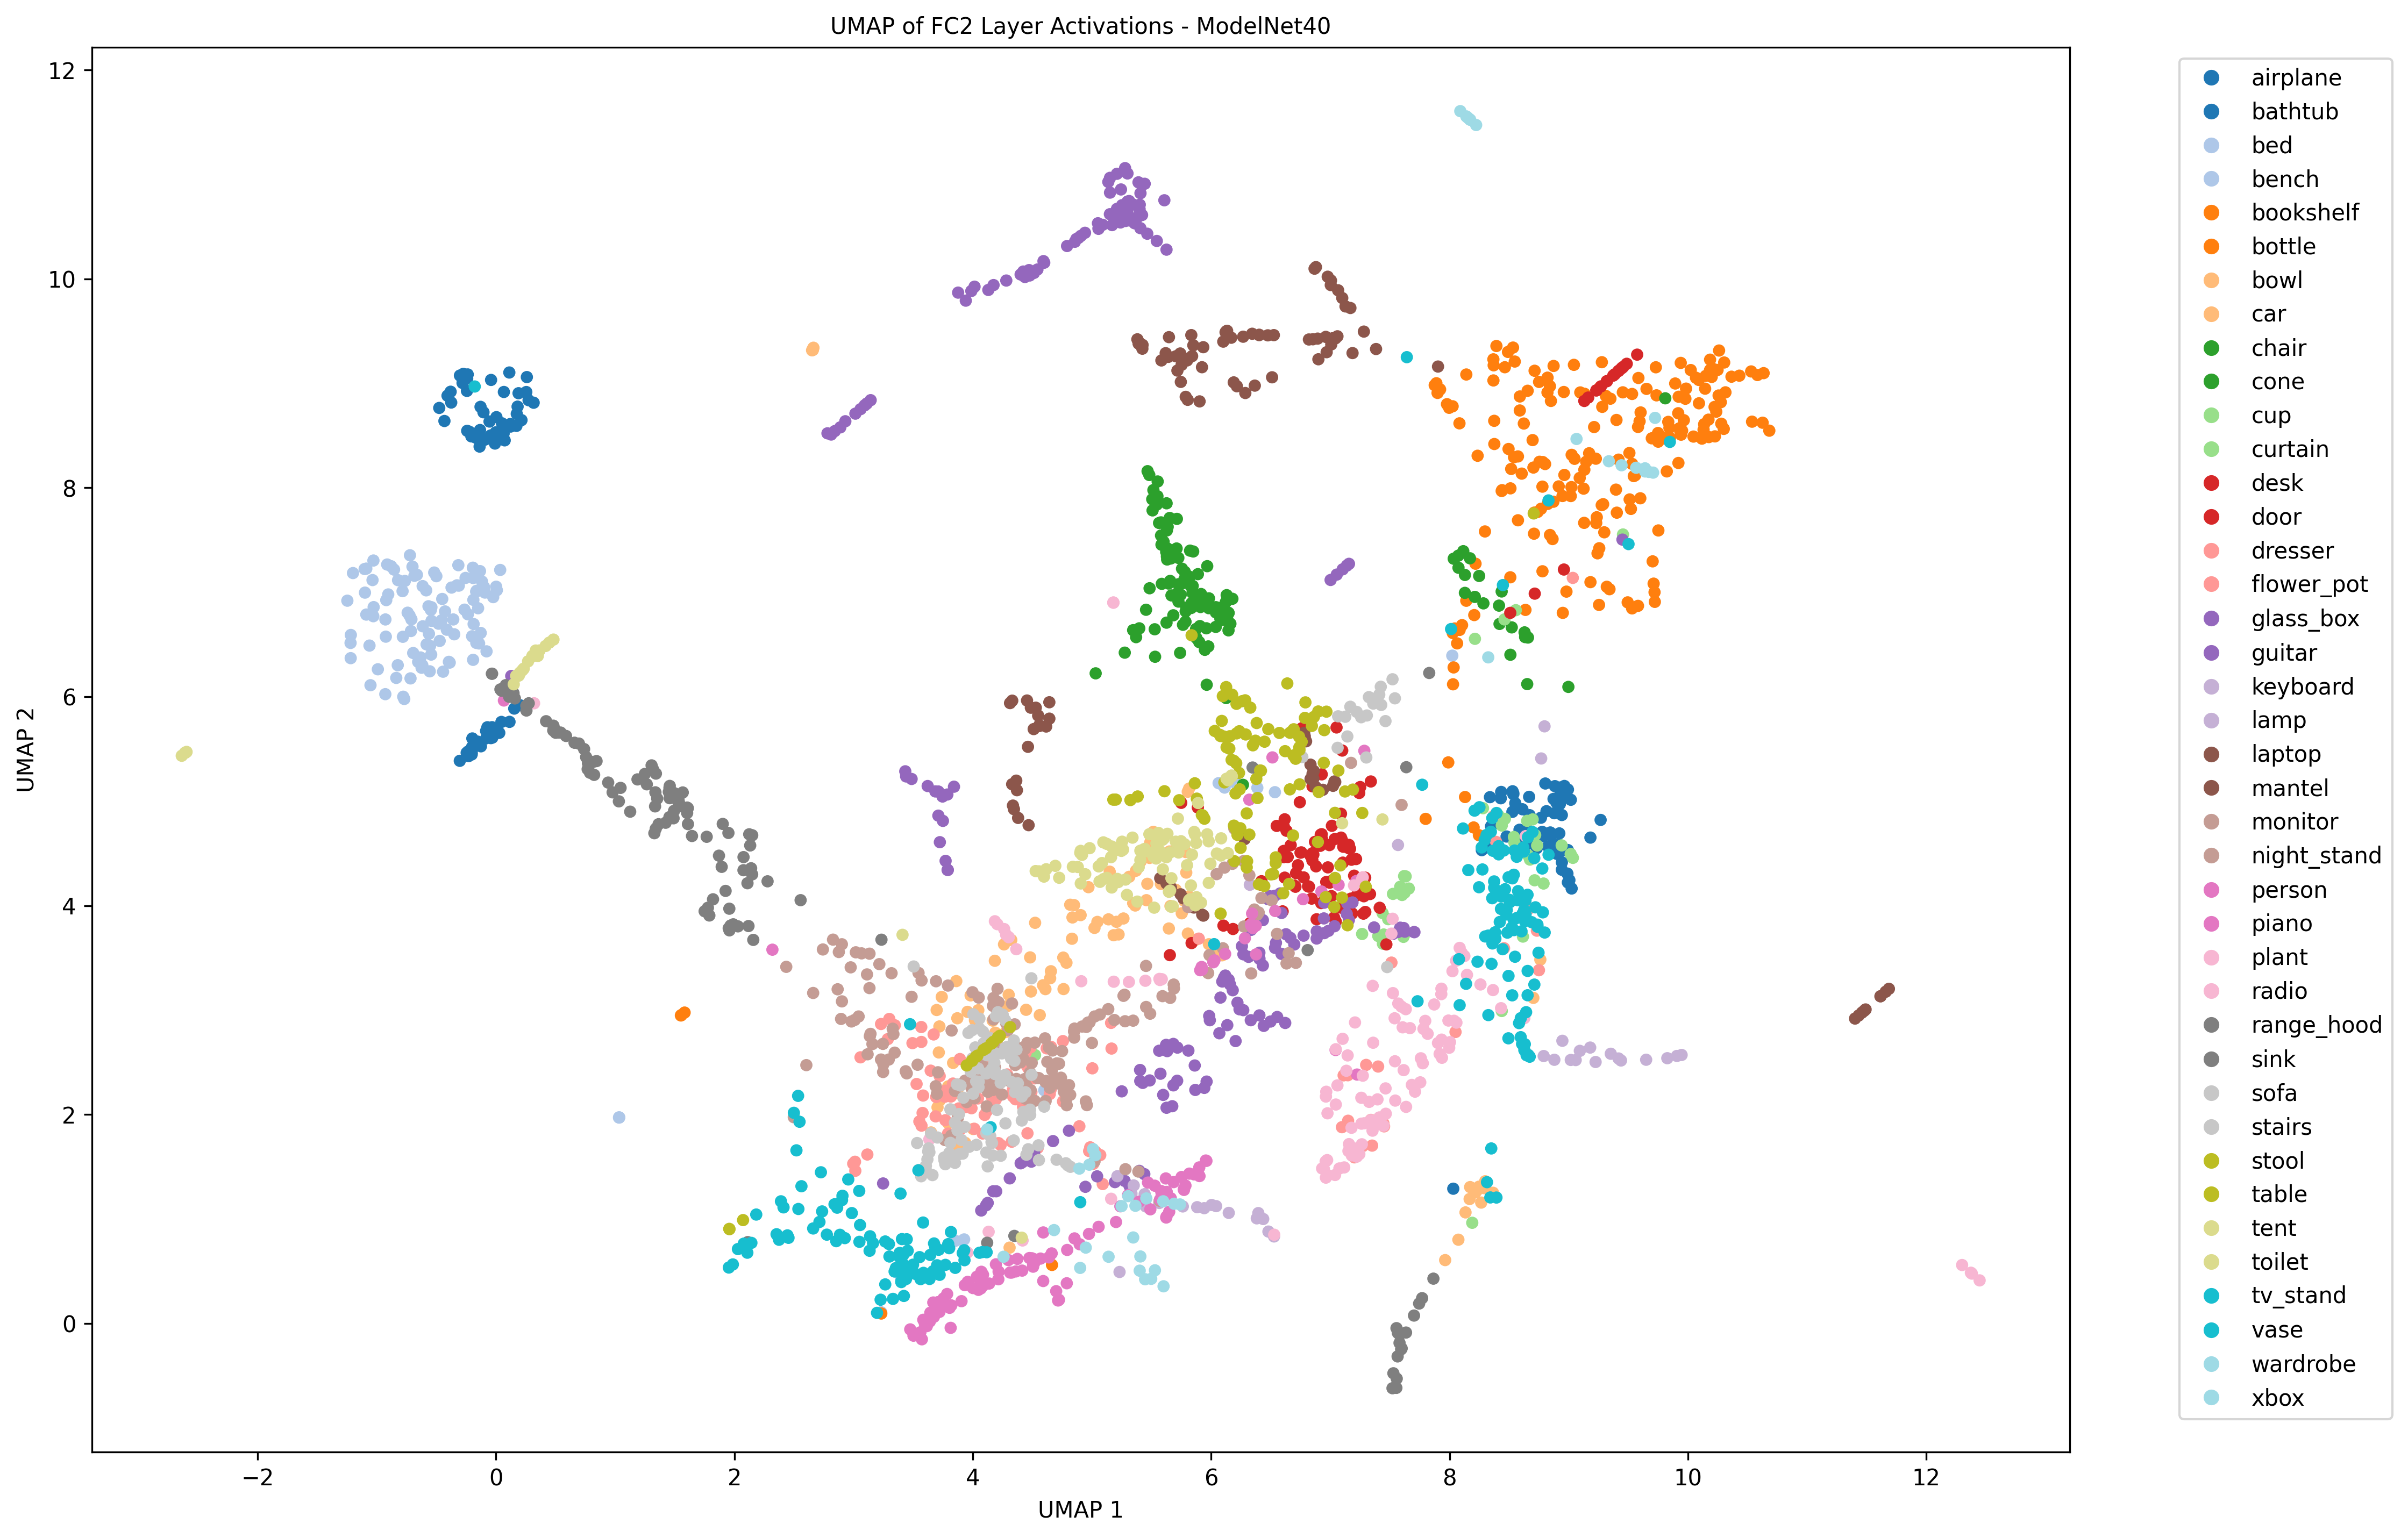 UMAP of FC2 Layer Activations - ModelNet40
12
10
8
6
4
2
0
UMAP 2
−2
0
2
4
6
8
10
12
UMAP 1
airplane
bathtub
bed
bench
bookshelf
bottle
bowl
car
chair
cone
cup
curtain
desk
door
dresser
flower_pot
glass_box
guitar
keyboard
lamp
laptop
mantel
monitor
night_stand
person
piano
plant
radio
range_hood
sink
sofa
stairs
stool
table
tent
toilet
tv_stand
vase
wardrobe
xbox